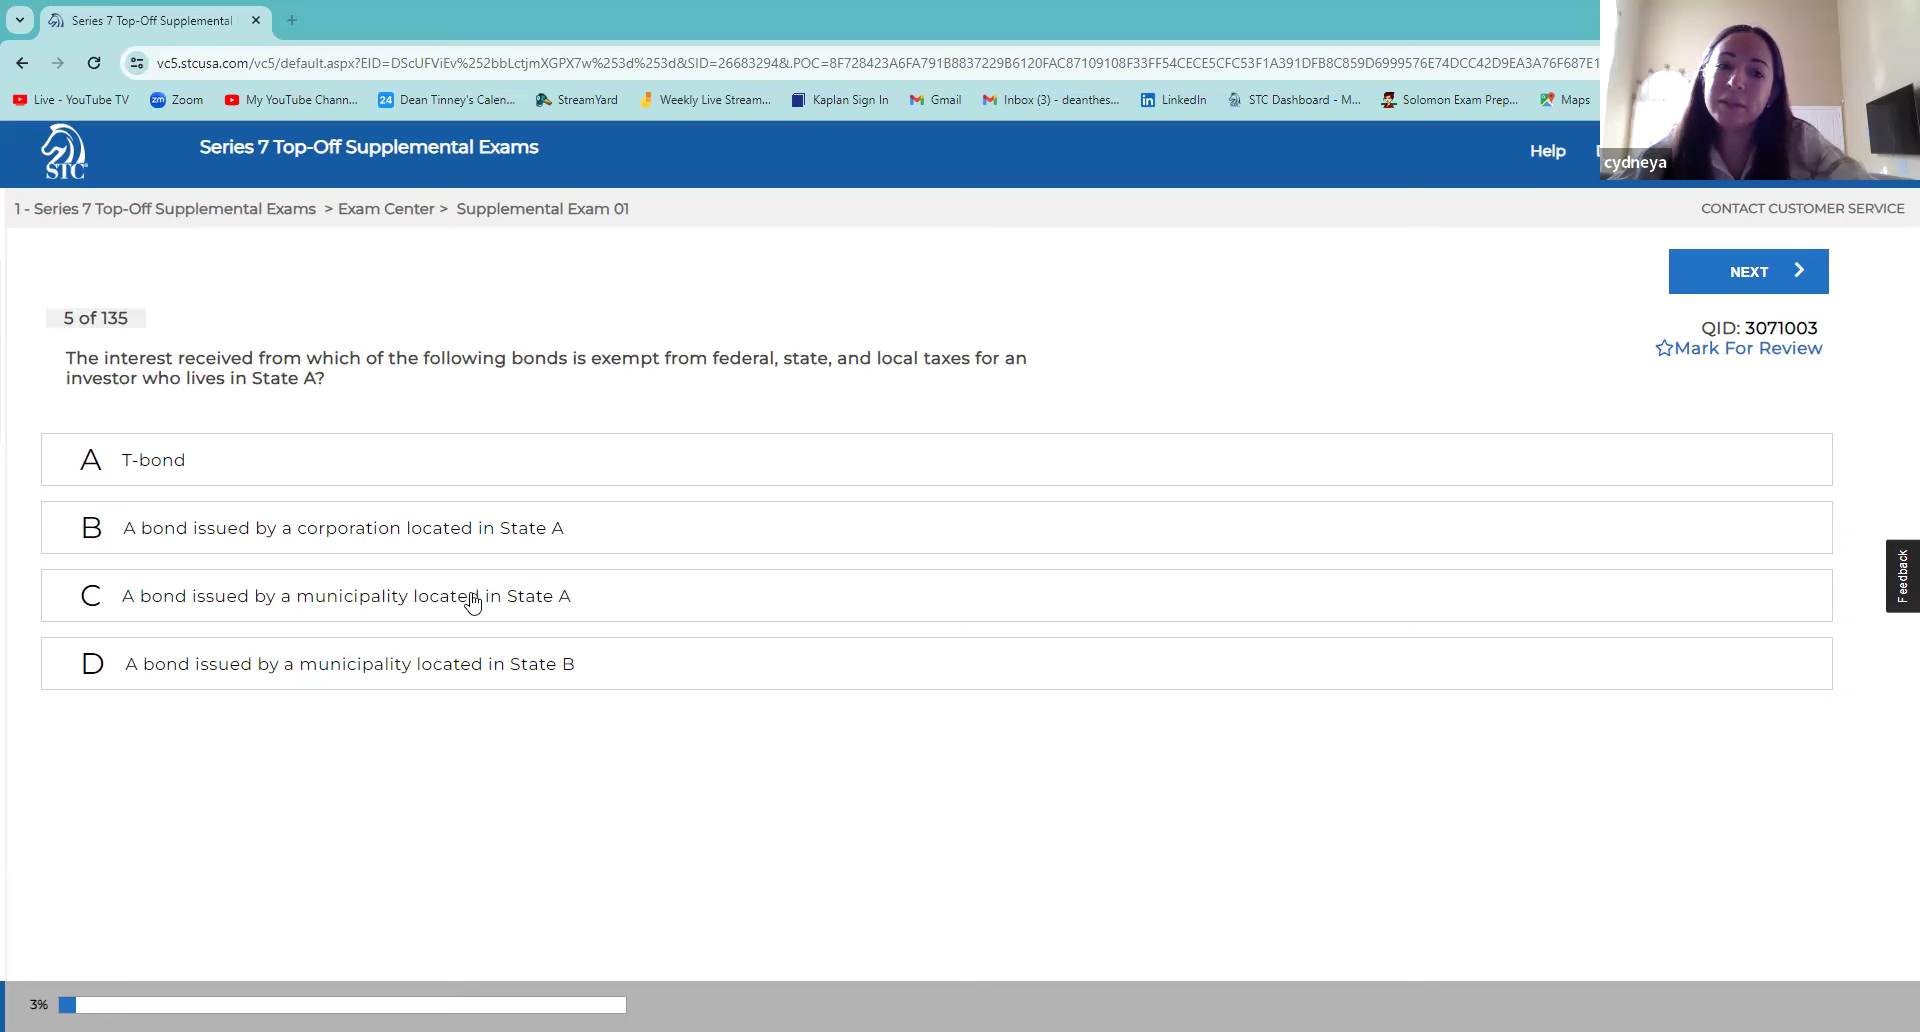 Series 7 Top-Off Supplemental
vc5.stcusa.com/vc5/default.aspx?EID=DScUFViEv%252bbLctjmXGPX7w%253d%253d&SID=26683294&.POC=8F728423A6FA791B8837229B6120FAC87109108F33FF54CECE5CFC53F1A391DFB8C859D6999576E74DCC42D9EA3A76F687E1
Live - YouTube TV
zm Zoom
My YouTube Chann...
24 Dean Tinney's Calen...
StreamYard
Weekly Live Stream...
Kaplan Sign In
Gmail
Inbox (3) - deanthes...
LinkedIn
STC Dashboard - M...
Solomon Exam Prep...
Maps
cydneya
STC
Series 7 Top-Off Supplemental Exams
Help
1 - Series 7 Top-Off Supplemental Exams > Exam Center > Supplemental Exam 01
CONTACT CUSTOMER SERVICE
NEXT
5 of 135
QID: 3071003
Mark For Review
The interest received from which of the following bonds is exempt from federal, state, and local taxes for an
investor who lives in State A?
A T-bond
B A bond issued by a corporation located in State A
C A bond issued by a municipality located in State A
D A bond issued by a municipality located in State B
Feedback
3%